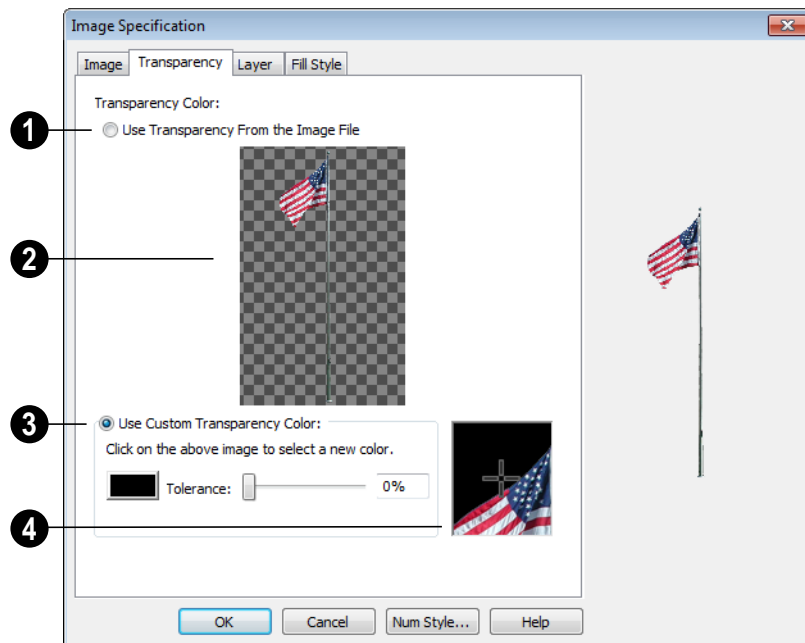 Image Specification
Image Transparency Layer Fill Style
Transparency Color:
1 Use Transparency From the Image File
2
3 Use Custom Transparency Color:
Click on the above image to select a new color.
Tolerance: 0%
4
OK Cancel Num Style... Help